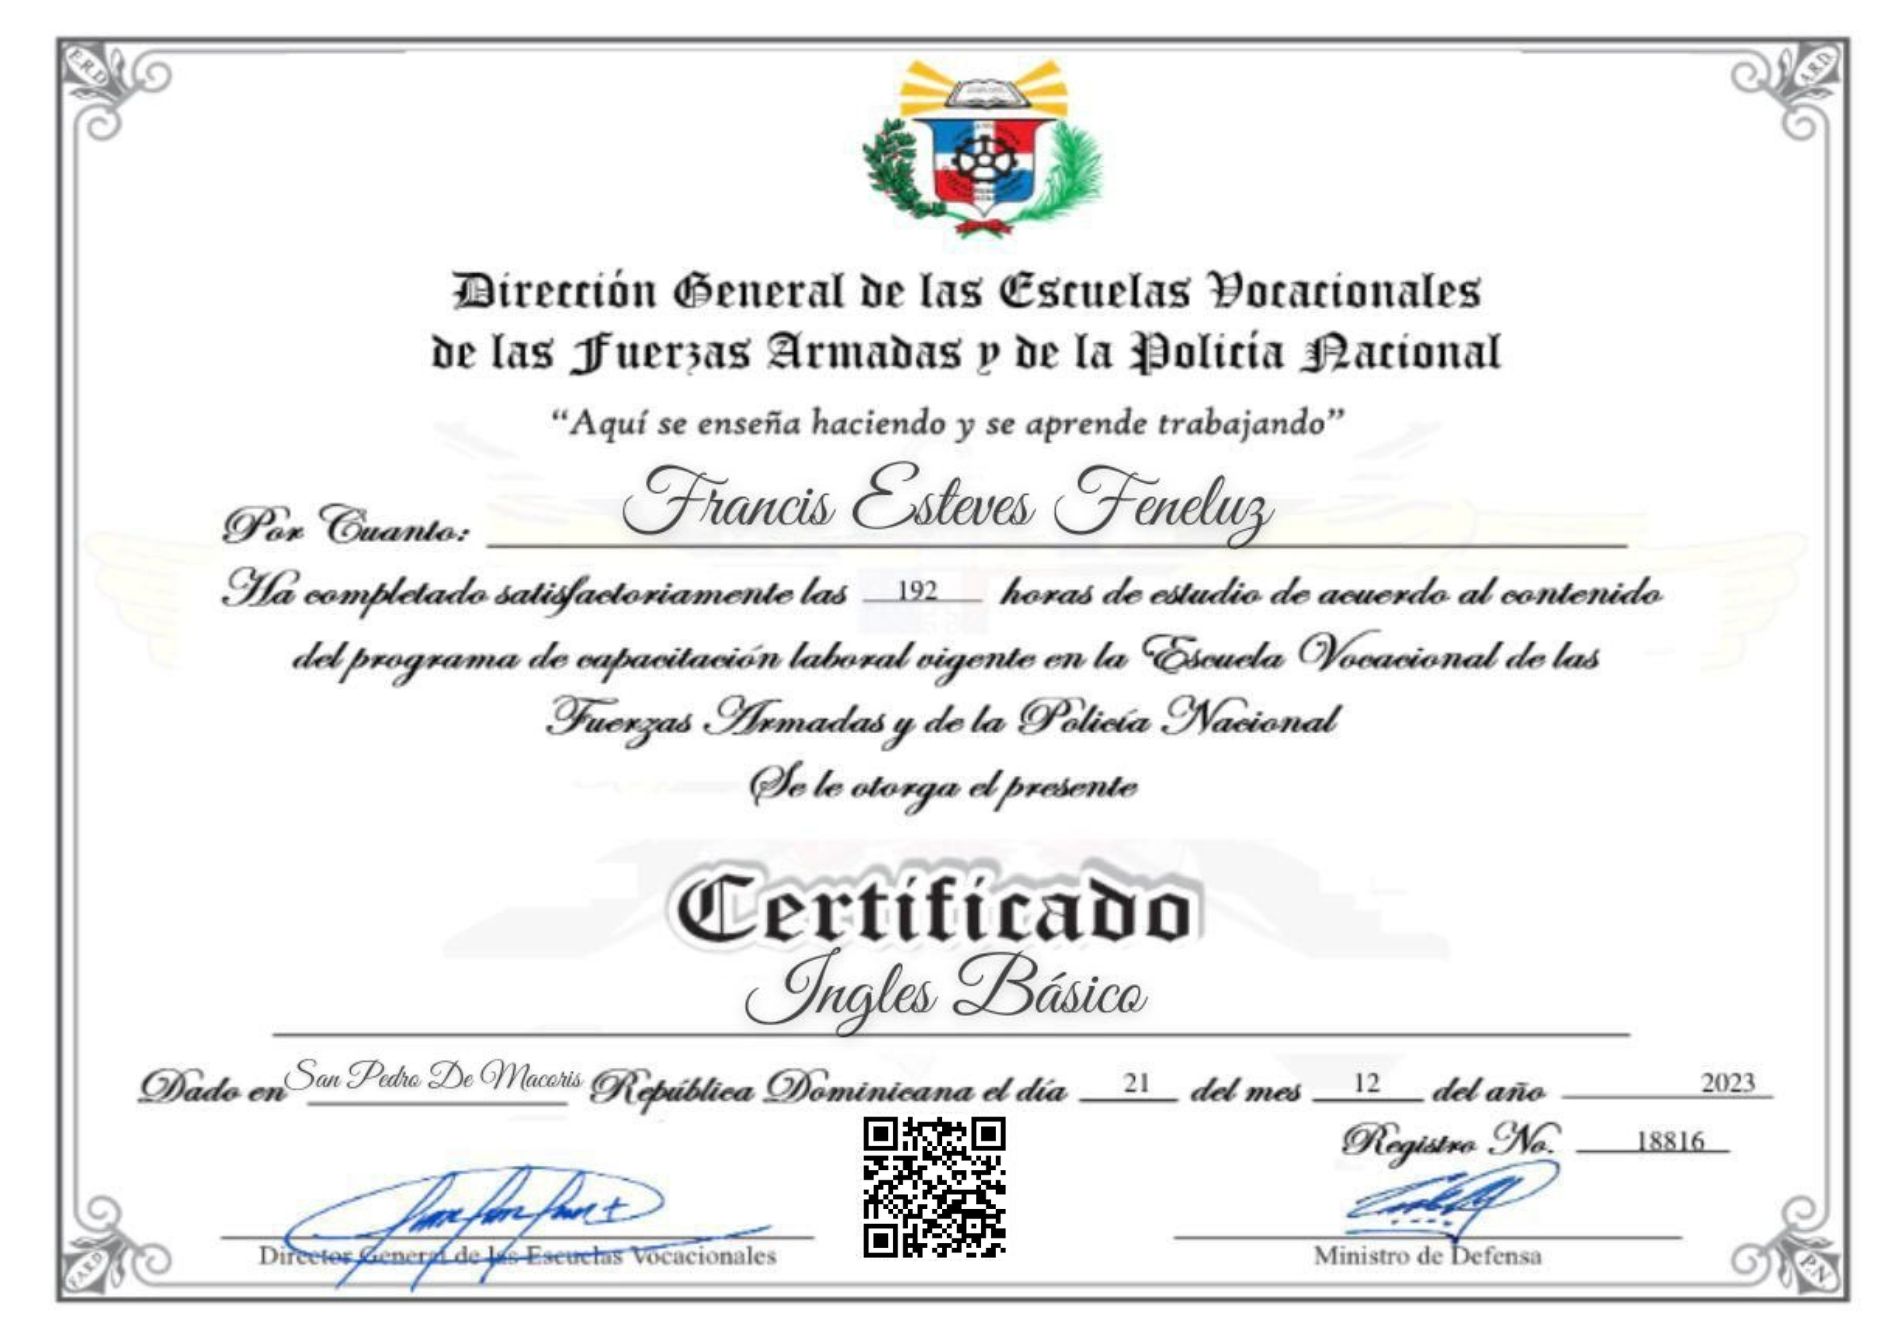 E.R.D.
A.R.D.
Dirección General de las Escuelas Vocacionales
de las Fuerzas Armadas y de la Policía Nacional
“Aquí se enseña haciendo y se aprende trabajando”
Por Cuanto: Francis Esteves Feneluz
Ha completado satisfactoriamente las 192 horas de estudio de acuerdo al contenido
del programa de capacitación laboral vigente en la Escuela Vocacional de las
Fuerzas Armadas y de la Policía Nacional
Se le otorga el presente
Certificado
Ingles Básico
Dado en San Pedro De Macoris República Dominicana el día 21 del mes 12 del año 2023
Registro No. 18816
Director General de las Escuelas Vocacionales
Ministro de Defensa
FARD
P.N